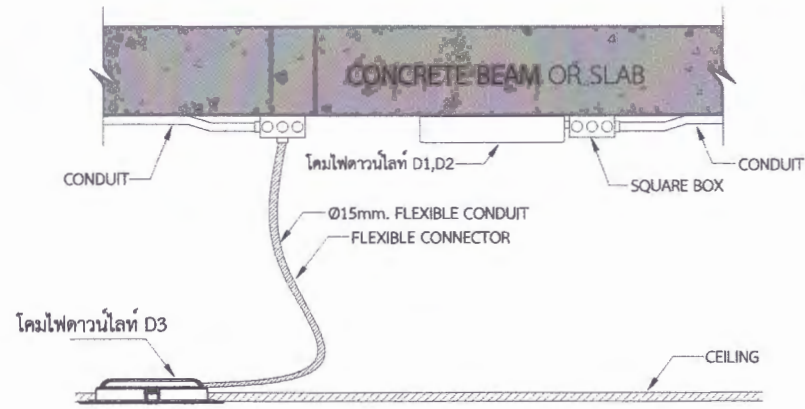 CONCRETE BEAM OR SLAB
CONDUIT
โคมไฟดาวน์ไลท์ D1,D2
SQUARE BOX
CONDUIT
Ø15mm. FLEXIBLE CONDUIT
FLEXIBLE CONNECTOR
โคมไฟดาวน์ไลท์ D3
CEILING